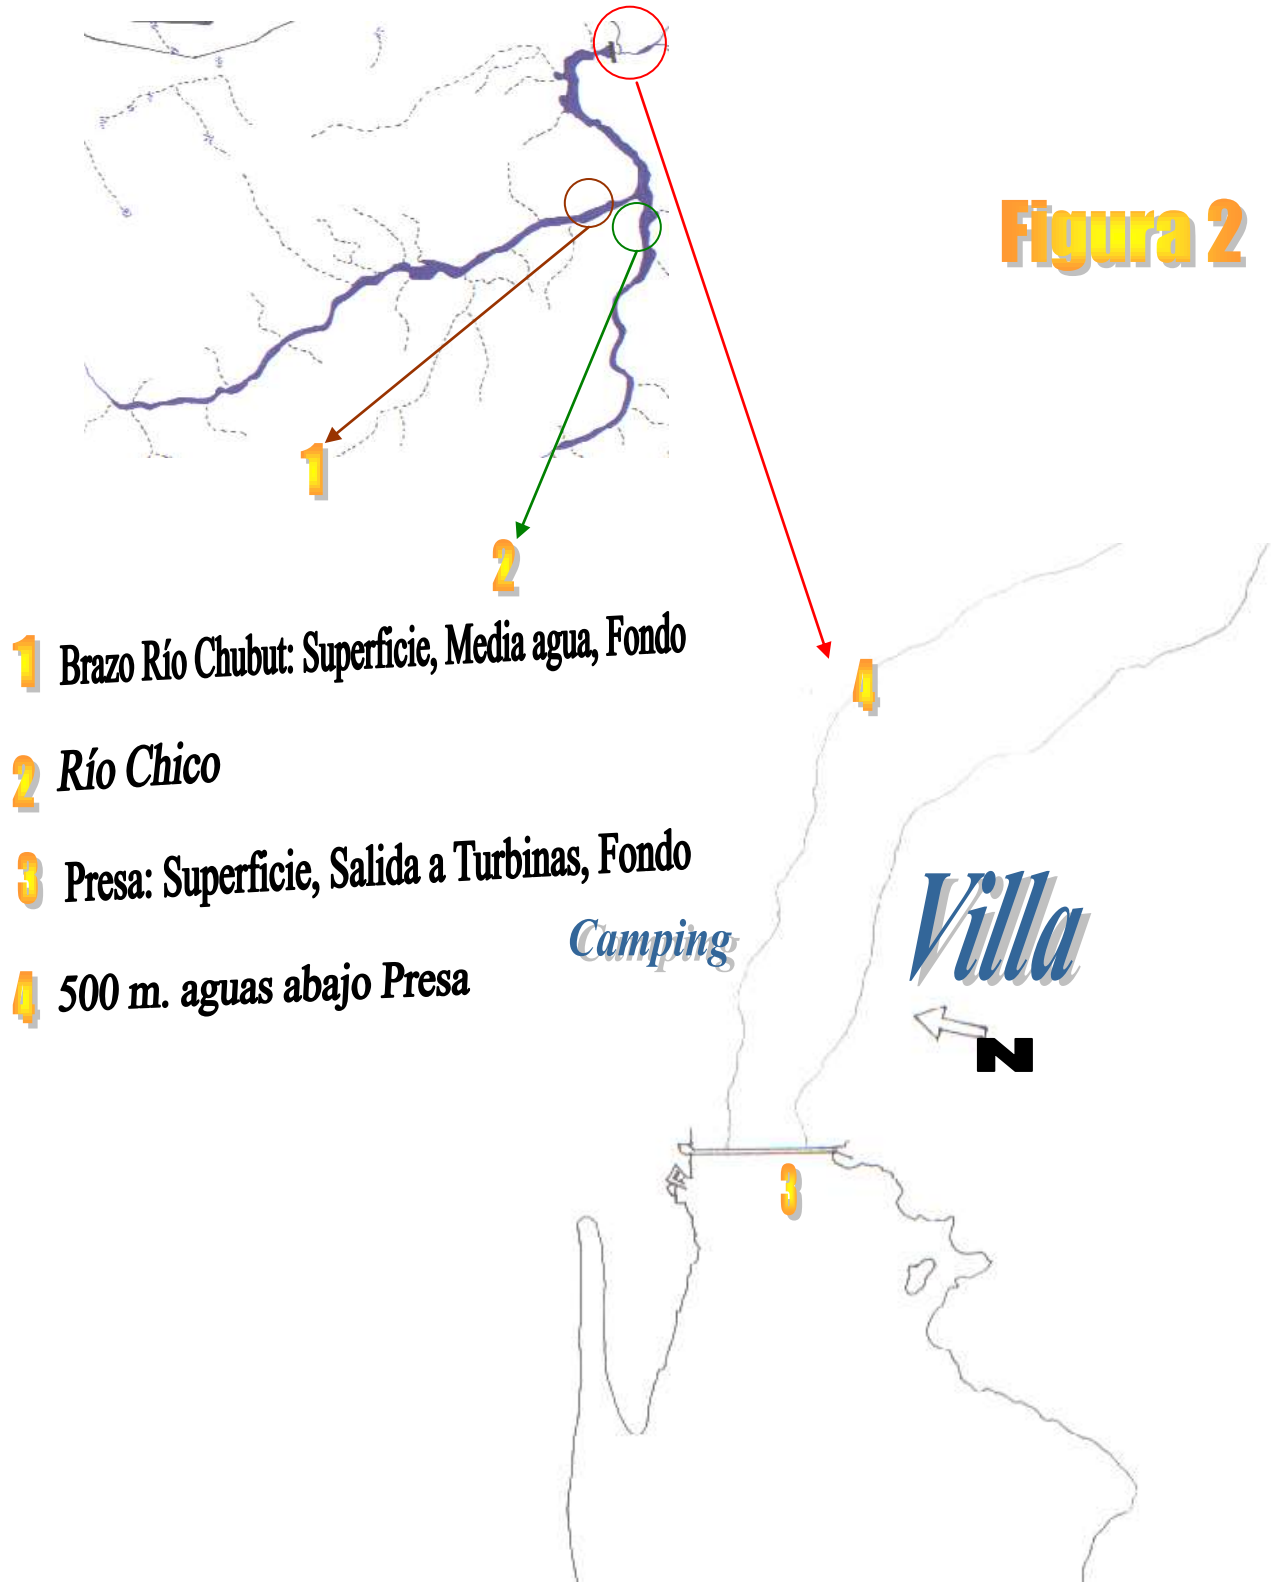 Figura 2
1
2
1 Brazo Río Chubut: Superficie, Media agua, Fondo
4
2 Río Chico
3 Presa: Superficie, Salida a Turbinas, Fondo
Villa
Camping
4 500 m. aguas abajo Presa
N
3